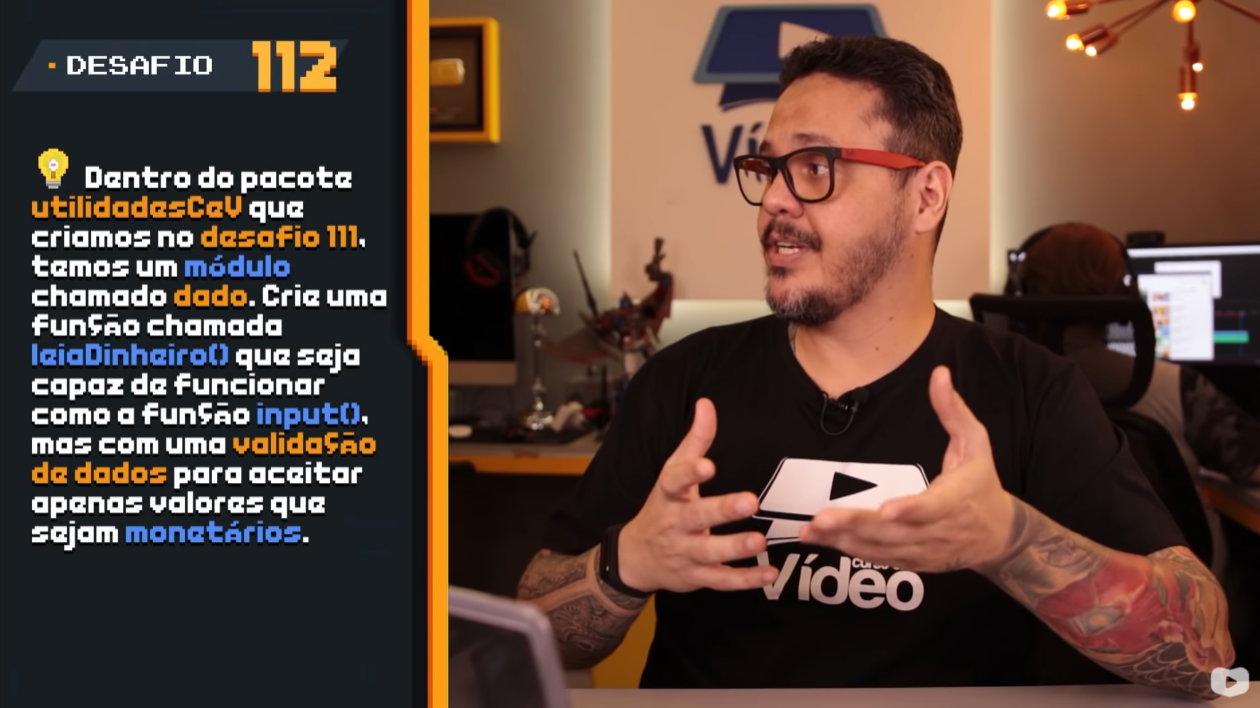 DESAFIO 112
Dentro do pacote
utilidadesCeV que
criamos no desafio 111,
temos um módulo
chamado dado. Crie uma
função chamada
leiaDinheiro() que seja
capaz de funcionar
como a função input(),
mas com uma validação
de dados para aceitar
apenas valores que
sejam monetários.
Ví
Curso
Vídeo